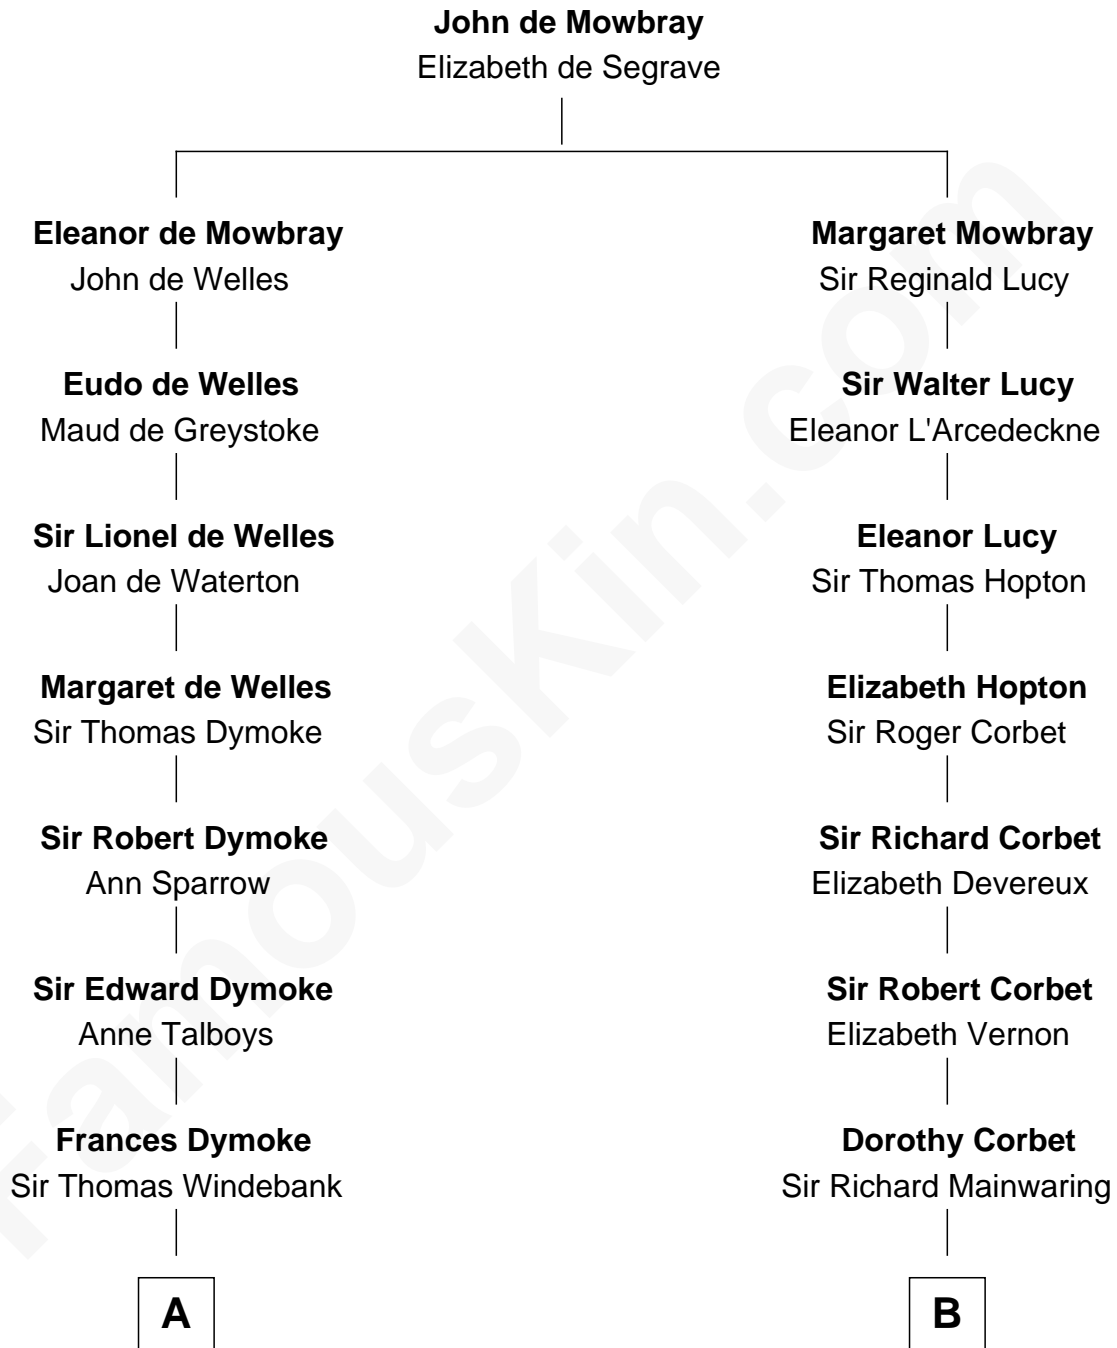 John de Mowbray
Elizabeth de Segrave
Eleanor de Mowbray
John de Welles
Margaret Mowbray
Sir Reginald Lucy
Eudo de Welles
Maud de Greystoke
Sir Walter Lucy
Eleanor L'Arcedeckne
Sir Lionel de Welles
Joan de Waterton
Eleanor Lucy
Sir Thomas Hopton
Margaret de Welles
Sir Thomas Dymoke
Elizabeth Hopton
Sir Roger Corbet
Sir Robert Dymoke
Ann Sparrow
Sir Richard Corbet
Elizabeth Devereux
Sir Edward Dymoke
Anne Talboys
Sir Robert Corbet
Elizabeth Vernon
Frances Dymoke
Sir Thomas Windebank
Dorothy Corbet
Sir Richard Mainwaring
A
B
FamousKin.com